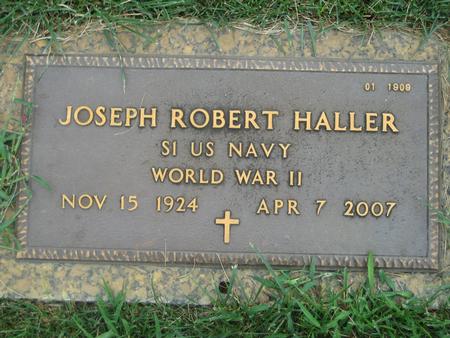 01 1909
JOSEPH ROBERT HALLER
S1 US NAVY
WORLD WAR II
NOV 15 1924 APR 7 2007